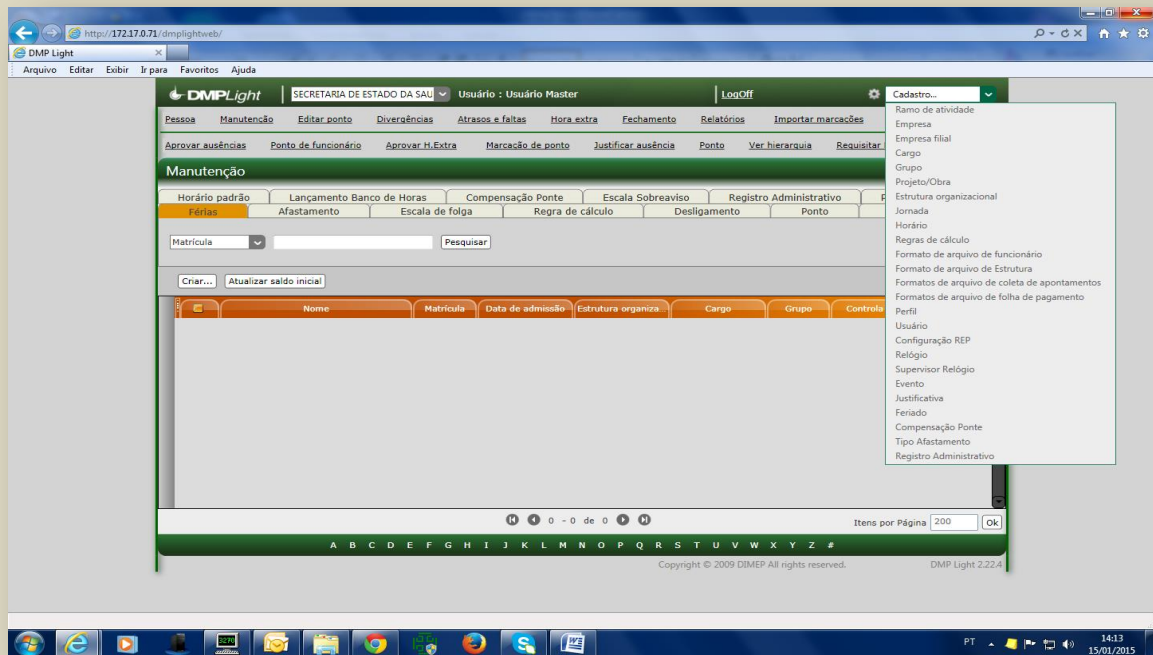 http://172.17.0.71/dmplightweb/
DMP Light
Arquivo Editar Exibir Ir para Favoritos Ajuda
DMPLight SECRETARIA DE ESTADO DA SAU Usuário : Usuário Master LogOff Cadastro...
Pessoa Manutenção Editar ponto Divergências Atrasos e faltas Hora extra Fechamento Relatórios Importar marcações
Aprovar ausências Ponto de funcionário Aprovar H.Extra Marcação de ponto Justificar ausência Ponto Ver hierarquia Requisitar
Manutenção
Horário padrão Lançamento Banco de Horas Compensação Ponte Escala Sobreaviso Registro Administrativo
Férias Afastamento Escala de folga Regra de cálculo Desligamento Ponto
Matrícula Pesquisar
Criar... Atualizar saldo inicial
Nome Matrícula Data de admissão Estrutura organiza... Cargo Grupo Controla
Ramo de atividade
Empresa
Empresa filial
Cargo
Grupo
Projeto/Obra
Estrutura organizacional
Jornada
Horário
Regras de cálculo
Formato de arquivo de funcionário
Formato de arquivo de Estrutura
Formatos de arquivo de coleta de apontamentos
Formatos de arquivo de folha de pagamento
Perfil
Usuário
Configuração REP
Relógio
Supervisor Relógio
Evento
Justificativa
Feriado
Compensação Ponte
Tipo Afastamento
Registro Administrativo
0 - 0 de 0 Itens por Página 200 Ok
A B C D E F G H I J K L M N O P Q R S T U V W X Y Z #
Copyright © 2009 DIMEP All rights reserved. DMP Light 2.22.4
3270
PT 14:13
15/01/2015